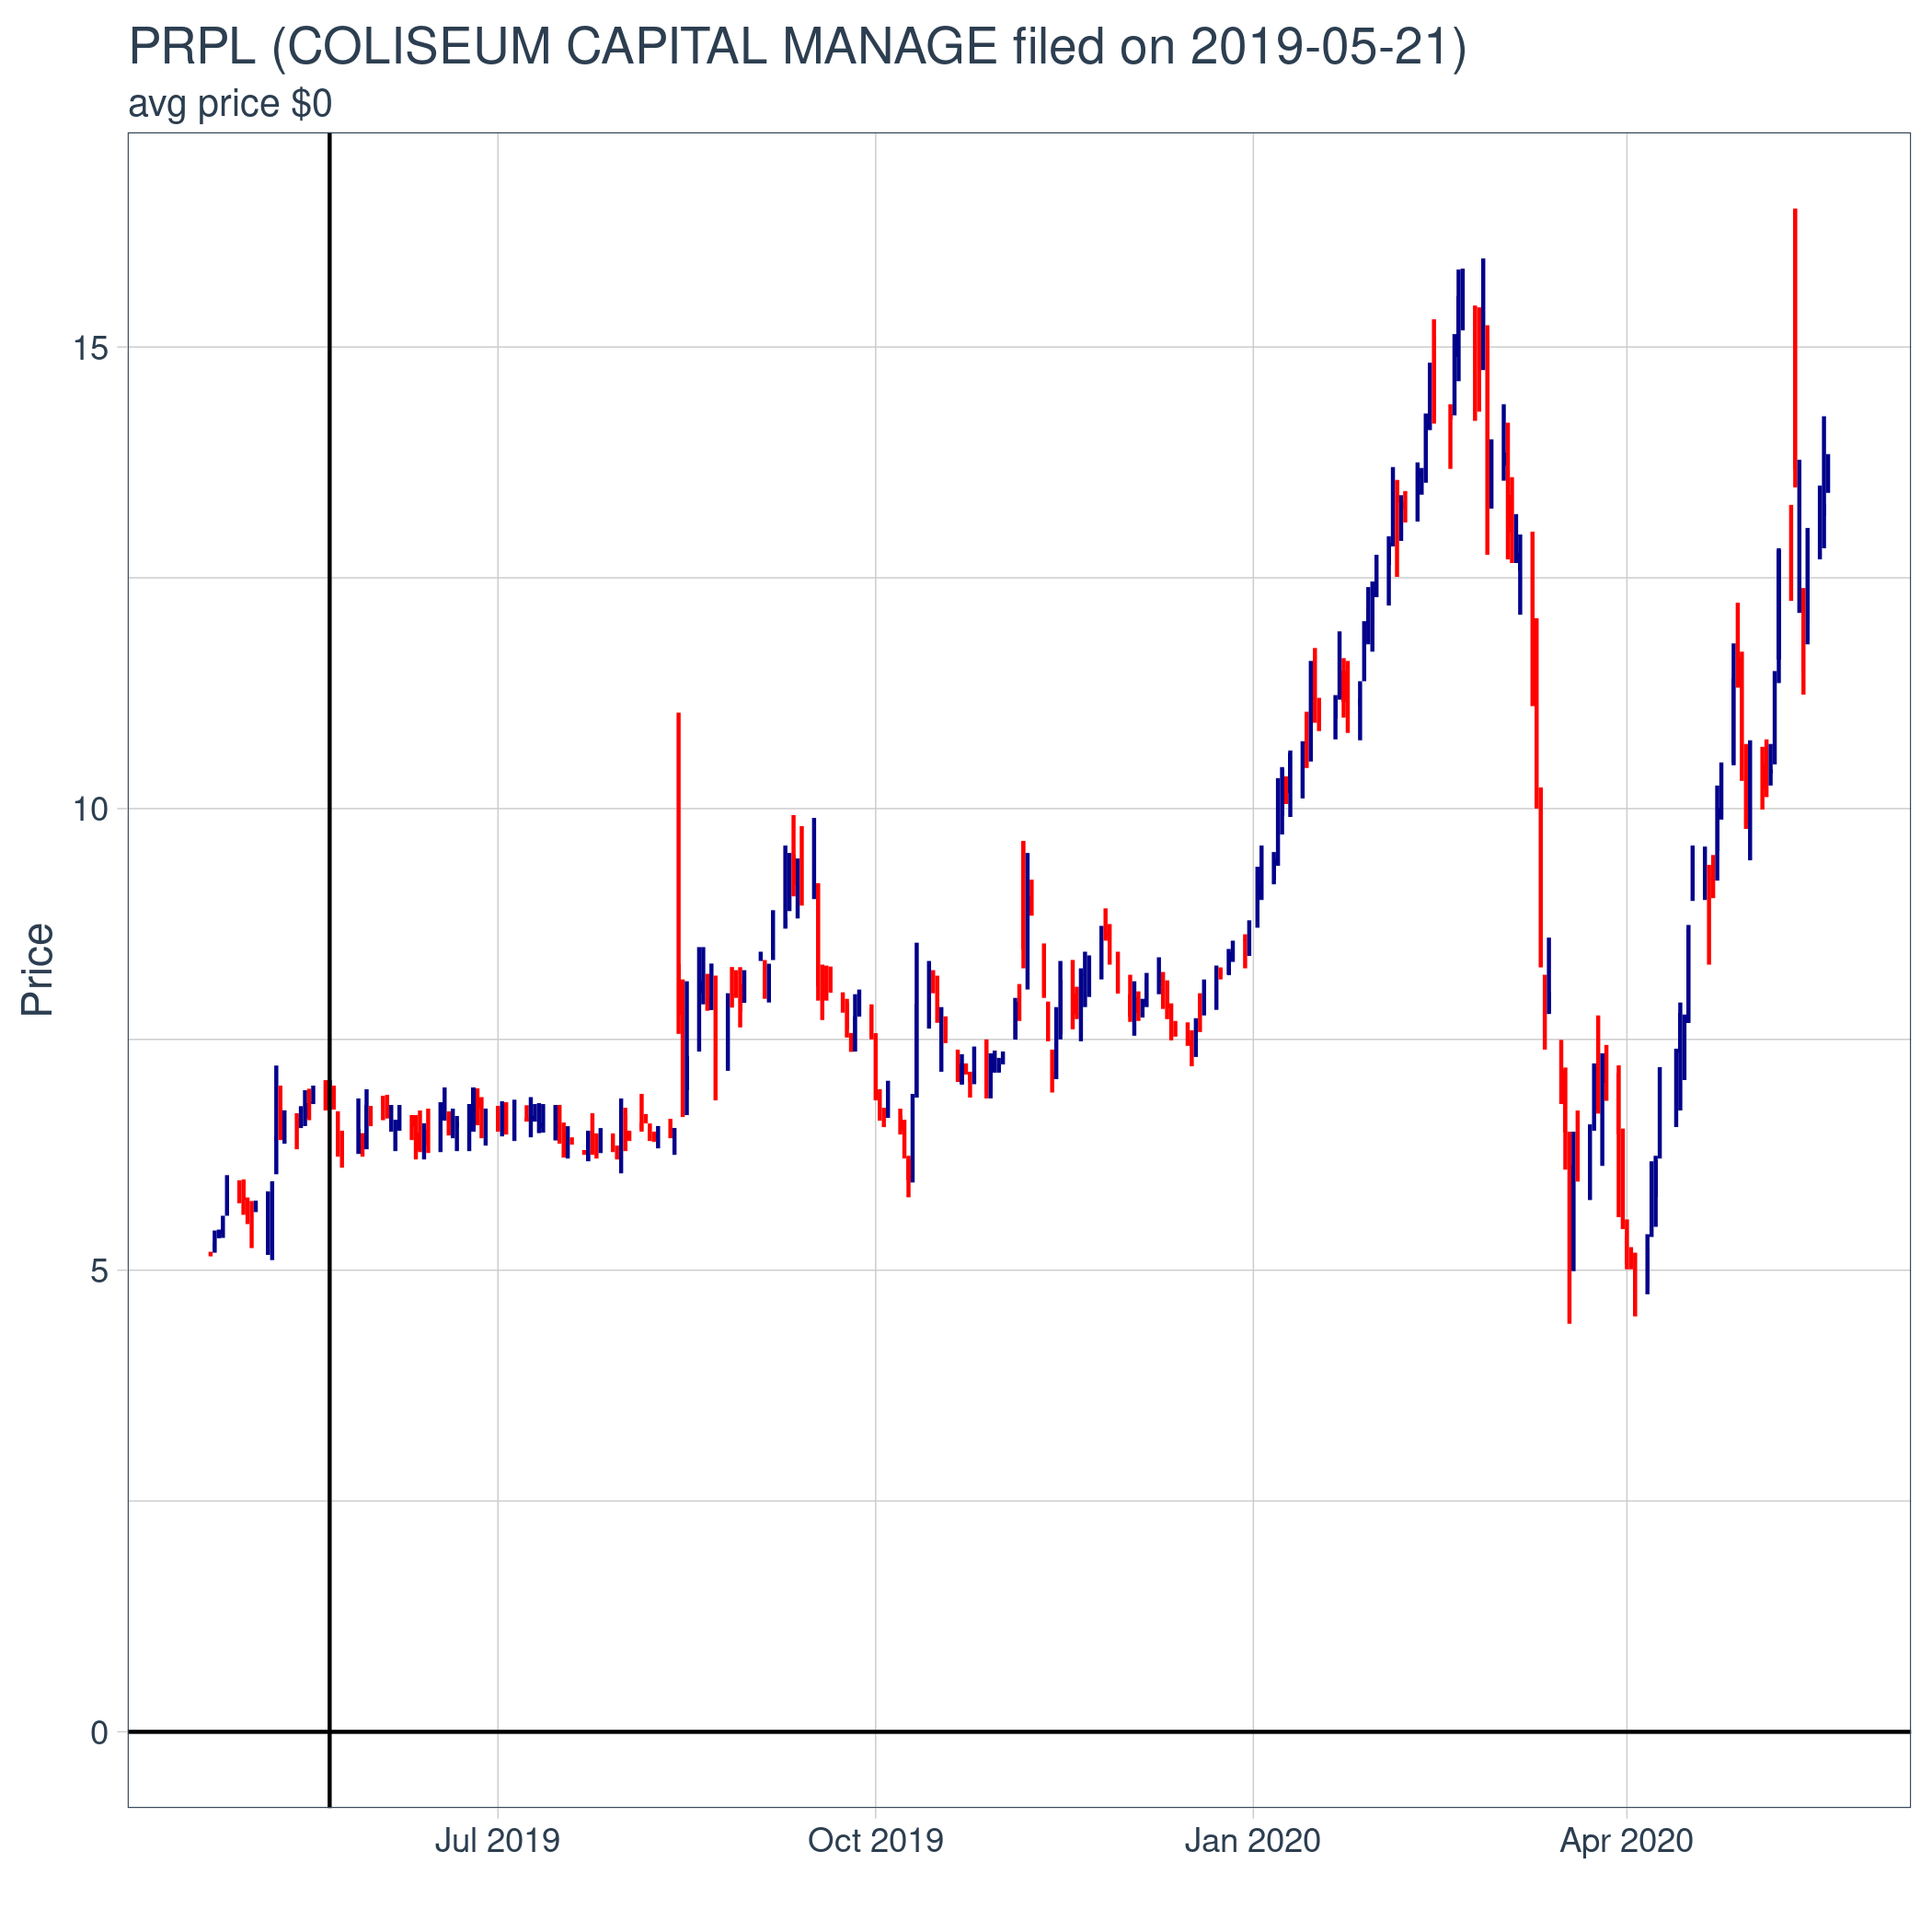 PRPL (COLISEUM CAPITAL MANAGE filed on 2019-05-21)
avg price $0
15
10
5
0
Price
Jul 2019
Oct 2019
Jan 2020
Apr 2020